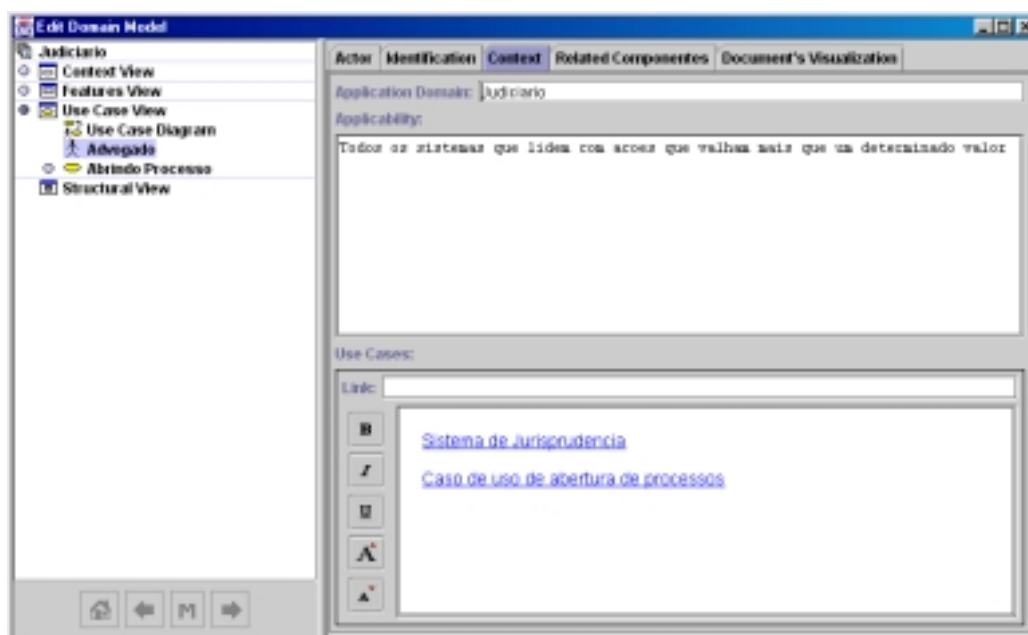 Edit Domain Model
Judiciario
Context View
Features View
Use Case View
Use Case Diagram
Advogado
Abrindo Processo
Structural View
M
Actor Identification Context Related Componentes Document's Visualization
Application Domain: Judiciario
Applicability:
Todos os sistemas que lidem com acoes que valham mais que um determinado valor
Use Cases:
Link:
B
I
U
A
A
Sistema de Jurisprudencia
Caso de uso de abertura de processos